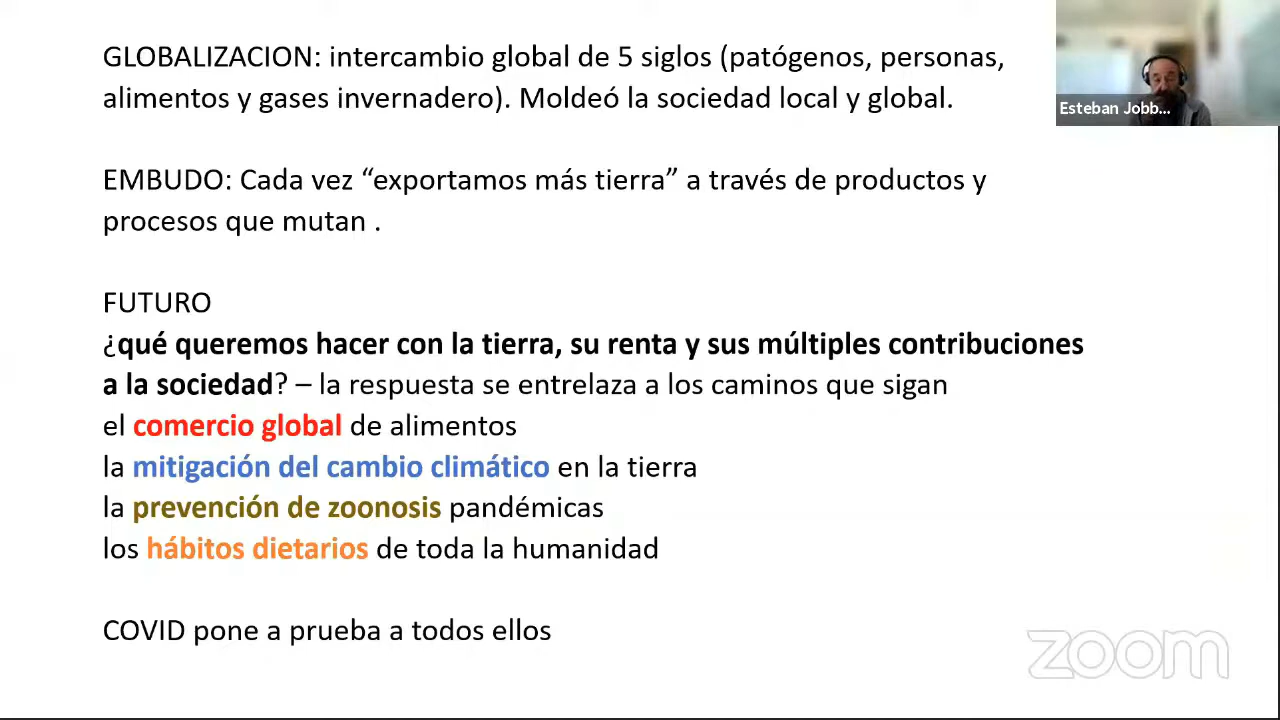 GLOBALIZACION: intercambio global de 5 siglos (patógenos, personas,
alimentos y gases invernadero). Moldeó la sociedad local y global.
Esteban Jobb...
EMBUDO: Cada vez “exportamos más tierra” a través de productos y
procesos que mutan .
FUTURO
¿qué queremos hacer con la tierra, su renta y sus múltiples contribuciones
a la sociedad? – la respuesta se entrelaza a los caminos que sigan
el comercio global de alimentos
la mitigación del cambio climático en la tierra
la prevención de zoonosis pandémicas
los hábitos dietarios de toda la humanidad
COVID pone a prueba a todos ellos
zoom